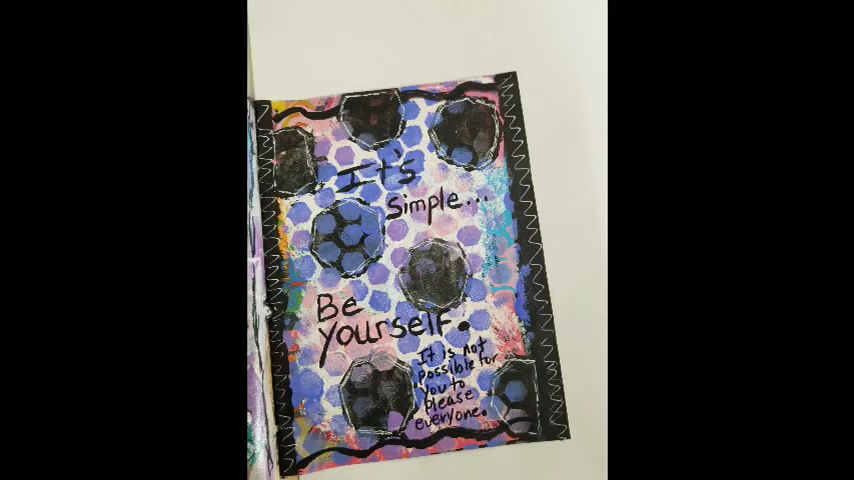 It's
simple...
Be
yourself.
It is not
possible for
you to
please
everyone.